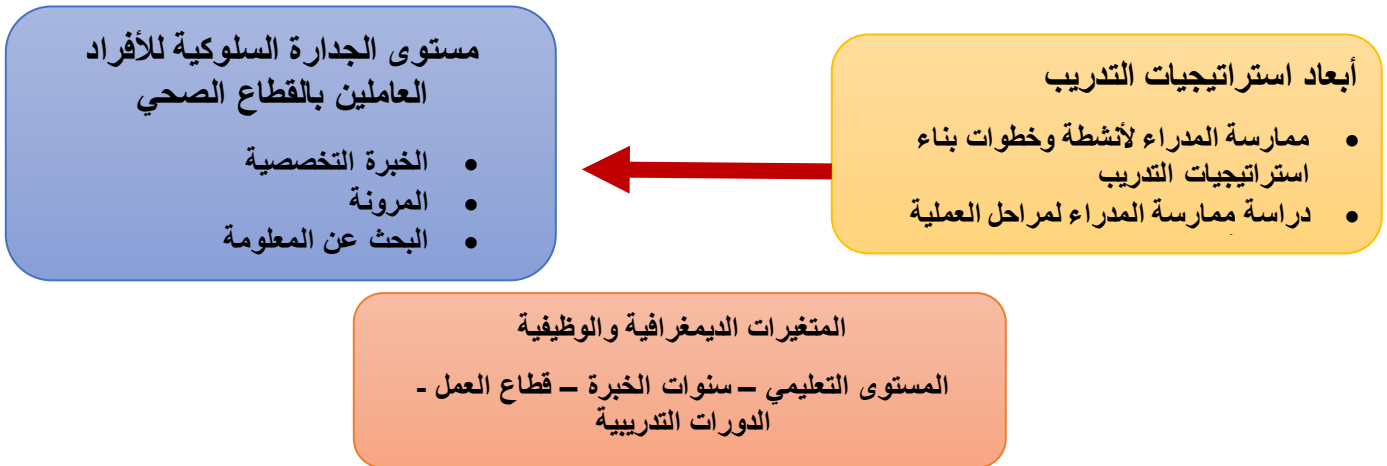 أبعاد استراتيجيات التدريب
• ممارسة المدراء لأنشطة وخطوات بناء
استراتيجيات التدريب
• دراسة ممارسة المدراء لمراحل العملية
مستوى الجدارة السلوكية للأفراد
العاملين بالقطاع الصحي
• الخبرة التخصصية
• المرونة
• البحث عن المعلومة
المتغيرات الديمغرافية والوظيفية
المستوى التعليمي – سنوات الخبرة – قطاع العمل -
الدورات التدريبية